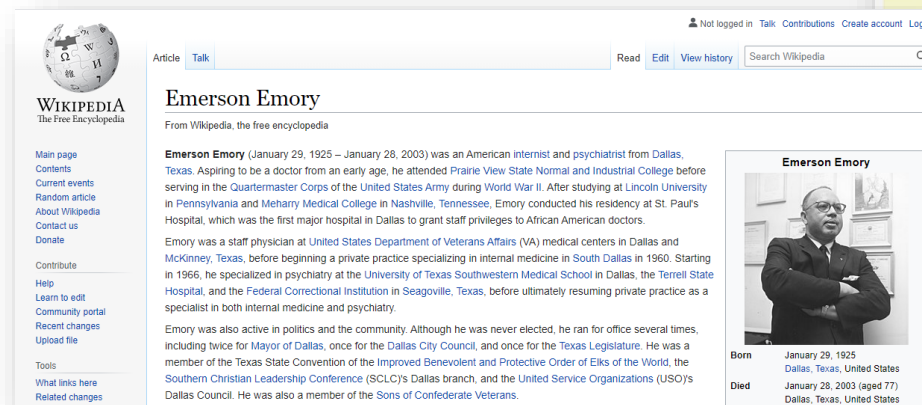 Not logged in Talk Contributions Create account Log
Article Talk
Read Edit View history Search Wikipedia
WIKIPEDIA
The Free Encyclopedia
Main page
Contents
Current events
Random article
About Wikipedia
Contact us
Donate
Contribute
Help
Learn to edit
Community portal
Recent changes
Upload file
Tools
What links here
Related changes
Emerson Emory
From Wikipedia, the free encyclopedia
Emerson Emory (January 29, 1925 – January 28, 2003) was an American internist and psychiatrist from Dallas,
Texas. Aspiring to be a doctor from an early age, he attended Prairie View State Normal and Industrial College before
serving in the Quartermaster Corps of the United States Army during World War II. After studying at Lincoln University
in Pennsylvania and Meharry Medical College in Nashville, Tennessee, Emory conducted his residency at St. Paul's
Hospital, which was the first major hospital in Dallas to grant staff privileges to African American doctors.
Emory was a staff physician at United States Department of Veterans Affairs (VA) medical centers in Dallas and
McKinney, Texas, before beginning a private practice specializing in internal medicine in South Dallas in 1960. Starting
in 1966, he specialized in psychiatry at the University of Texas Southwestern Medical School in Dallas, the Terrell State
Hospital, and the Federal Correctional Institution in Seagoville, Texas, before ultimately resuming private practice as a
specialist in both internal medicine and psychiatry.
Emory was also active in politics and the community. Although he was never elected, he ran for office several times,
including twice for Mayor of Dallas, once for the Dallas City Council, and once for the Texas Legislature. He was a
member of the Texas State Convention of the Improved Benevolent and Protective Order of Elks of the World, the
Southern Christian Leadership Conference (SCLC)'s Dallas branch, and the United Service Organizations (USO)'s
Dallas Council. He was also a member of the Sons of Confederate Veterans.
Emerson Emory
Born January 29, 1925
Dallas, Texas, United States
Died January 28, 2003 (aged 77)
Dallas, Texas, United States